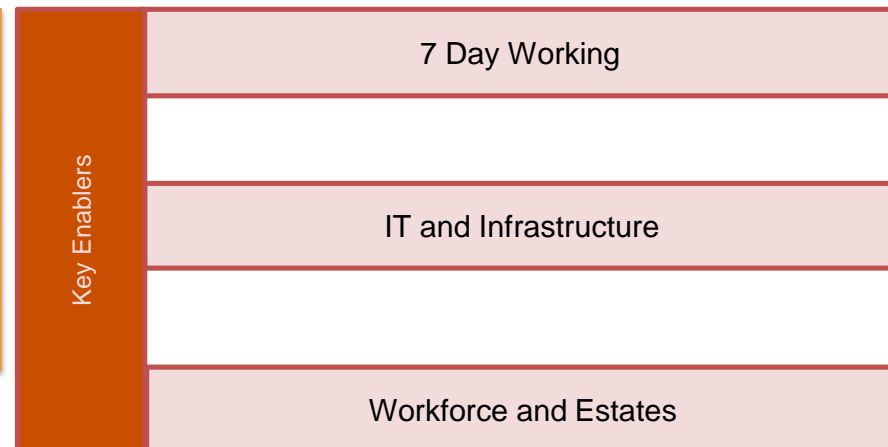 Key Enablers
7 Day Working
IT and Infrastructure
Workforce and Estates